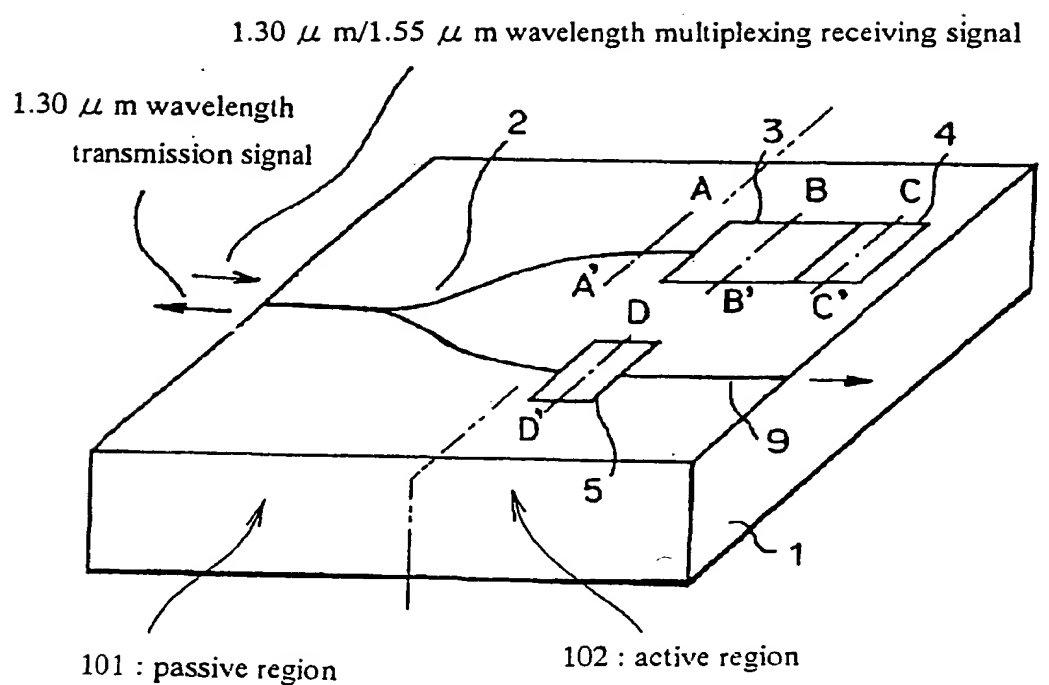 1.30 μ m/1.55 μ m wavelength multiplexing receiving signal
1.30 μ m wavelength
transmission signal
2
3
4
A
B
C
A'
B'
C'
D
D'
5
9
1
101 : passive region
102 : active region